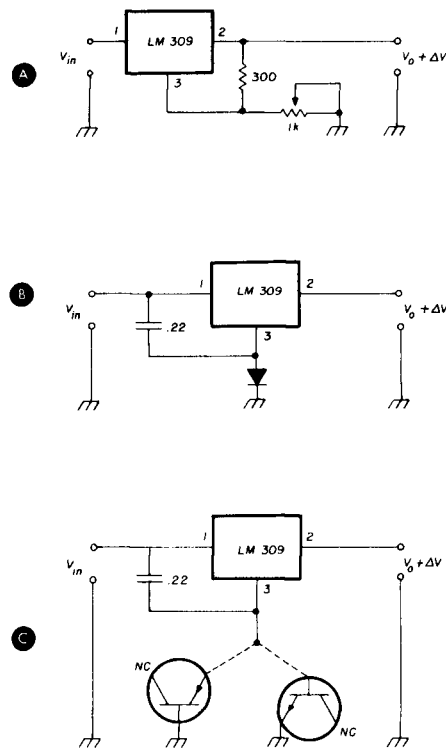 A
V_in
1
LM 309
2
3
300
1k
V_o + ΔV
B
V_in
1
LM 309
2
3
.22
V_o + ΔV
C
V_in
1
LM 309
2
3
.22
V_o + ΔV
NC
NC